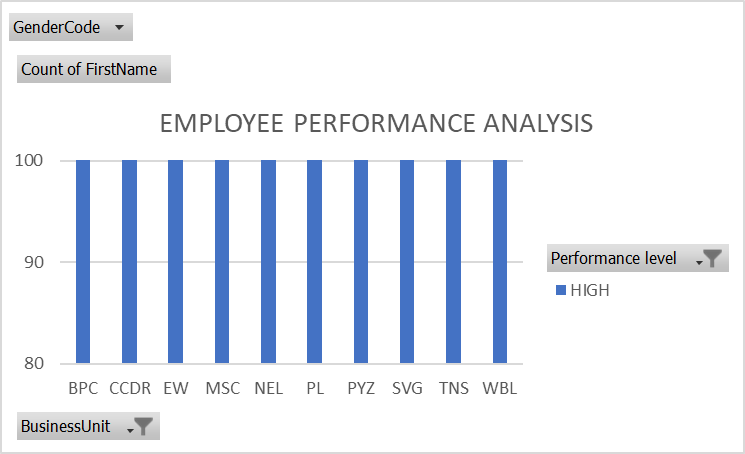 GenderCode
Count of FirstName
EMPLOYEE PERFORMANCE ANALYSIS
100
90
80
BPC CCDR EW MSC NEL PL PYZ SVG TNS WBL
Performance level
HIGH
BusinessUnit